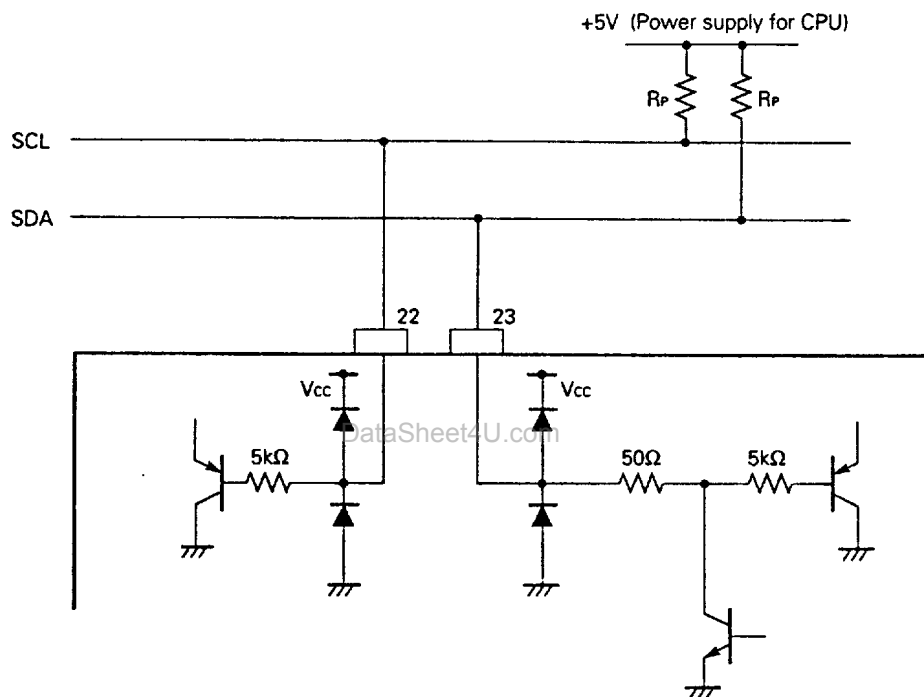 +5V (Power supply for CPU)
RP RP
SCL
SDA
22 23
Vcc Vcc
DataSheet4U.com
5kΩ 50Ω 5kΩ